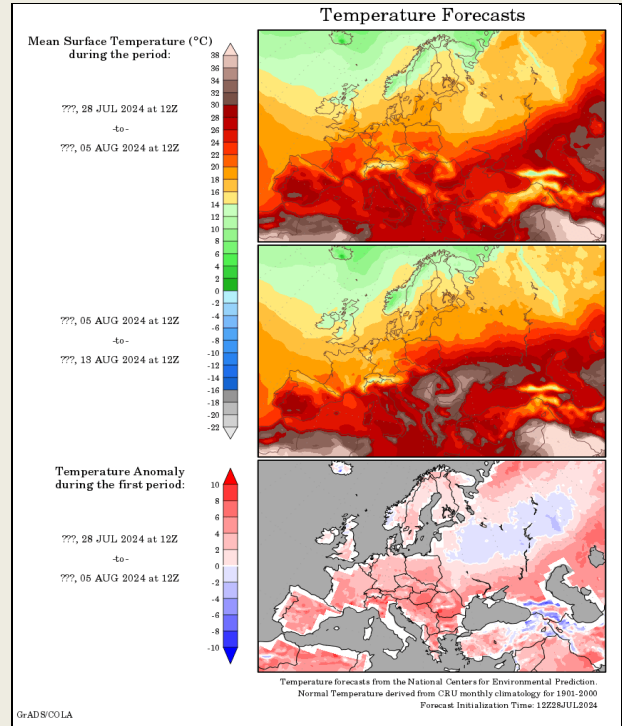 Temperature Forecasts
Mean Surface Temperature (°C)
during the period:
???, 28 JUL 2024 at 12Z
-to-
???, 05 AUG 2024 at 12Z
38
36
34
32
30
28
26
24
22
20
18
16
14
12
10
8
6
4
2
0
-2
-4
-6
-8
-10
-12
-14
-16
-18
-20
-22
???, 05 AUG 2024 at 12Z
-to-
???, 13 AUG 2024 at 12Z
Temperature Anomaly
during the first period:
???, 28 JUL 2024 at 12Z
-to-
???, 05 AUG 2024 at 12Z
10
8
6
4
2
0
-2
-4
-6
-8
-10
Temperature forecasts from the National Centers for Environmental Prediction.
Normal Temperature derived from CRU monthly climatology for 1901-2000
Forecast Initialization Time: 12Z28JUL2024
GrADS/COLA